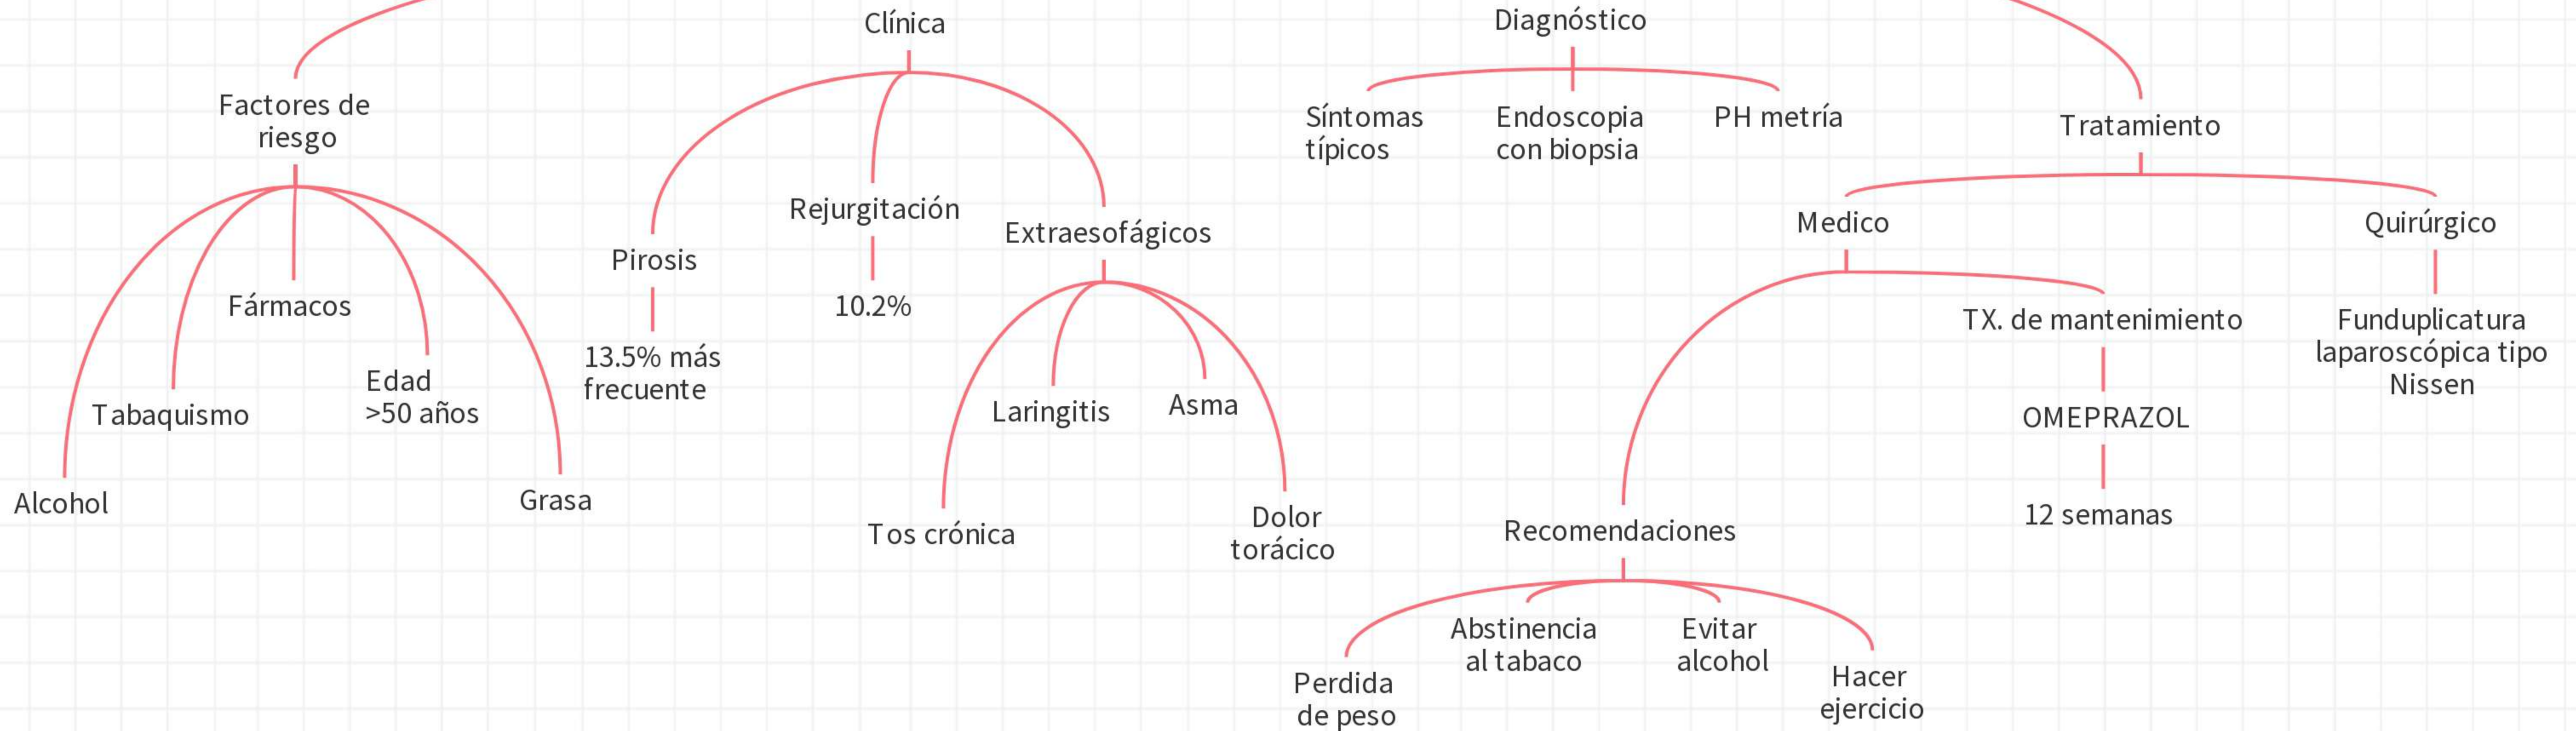 Factores de
riesgo
Alcohol
Tabaquismo
Fármacos
Edad
>50 años
Grasa
Clínica
Pirosis
13.5% más
frecuente
Rejurgitación
10.2%
Extraesofágicos
Tos crónica
Laringitis
Asma
Dolor
torácico
Diagnóstico
Síntomas
típicos
Endoscopia
con biopsia
PH metría
Tratamiento
Medico
Recomendaciones
Perdida
de peso
Abstinencia
al tabaco
Evitar
alcohol
Hacer
ejercicio
TX. de mantenimiento
OMEPRAZOL
12 semanas
Quirúrgico
Funduplicatura
laparoscópica tipo
Nissen